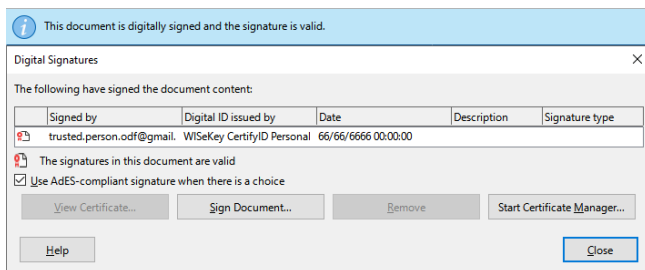 This document is digitally signed and the signature is valid.
Digital Signatures
The following have signed the document content:
Signed by Digital ID issued by Date Description Signature type
trusted.person.odf@gmail. WISeKey CertifyID Personal 66/66/6666 00:00:00
The signatures in this document are valid
Use AdES-compliant signature when there is a choice
View Certificate... Sign Document... Remove Start Certificate Manager...
Help Close